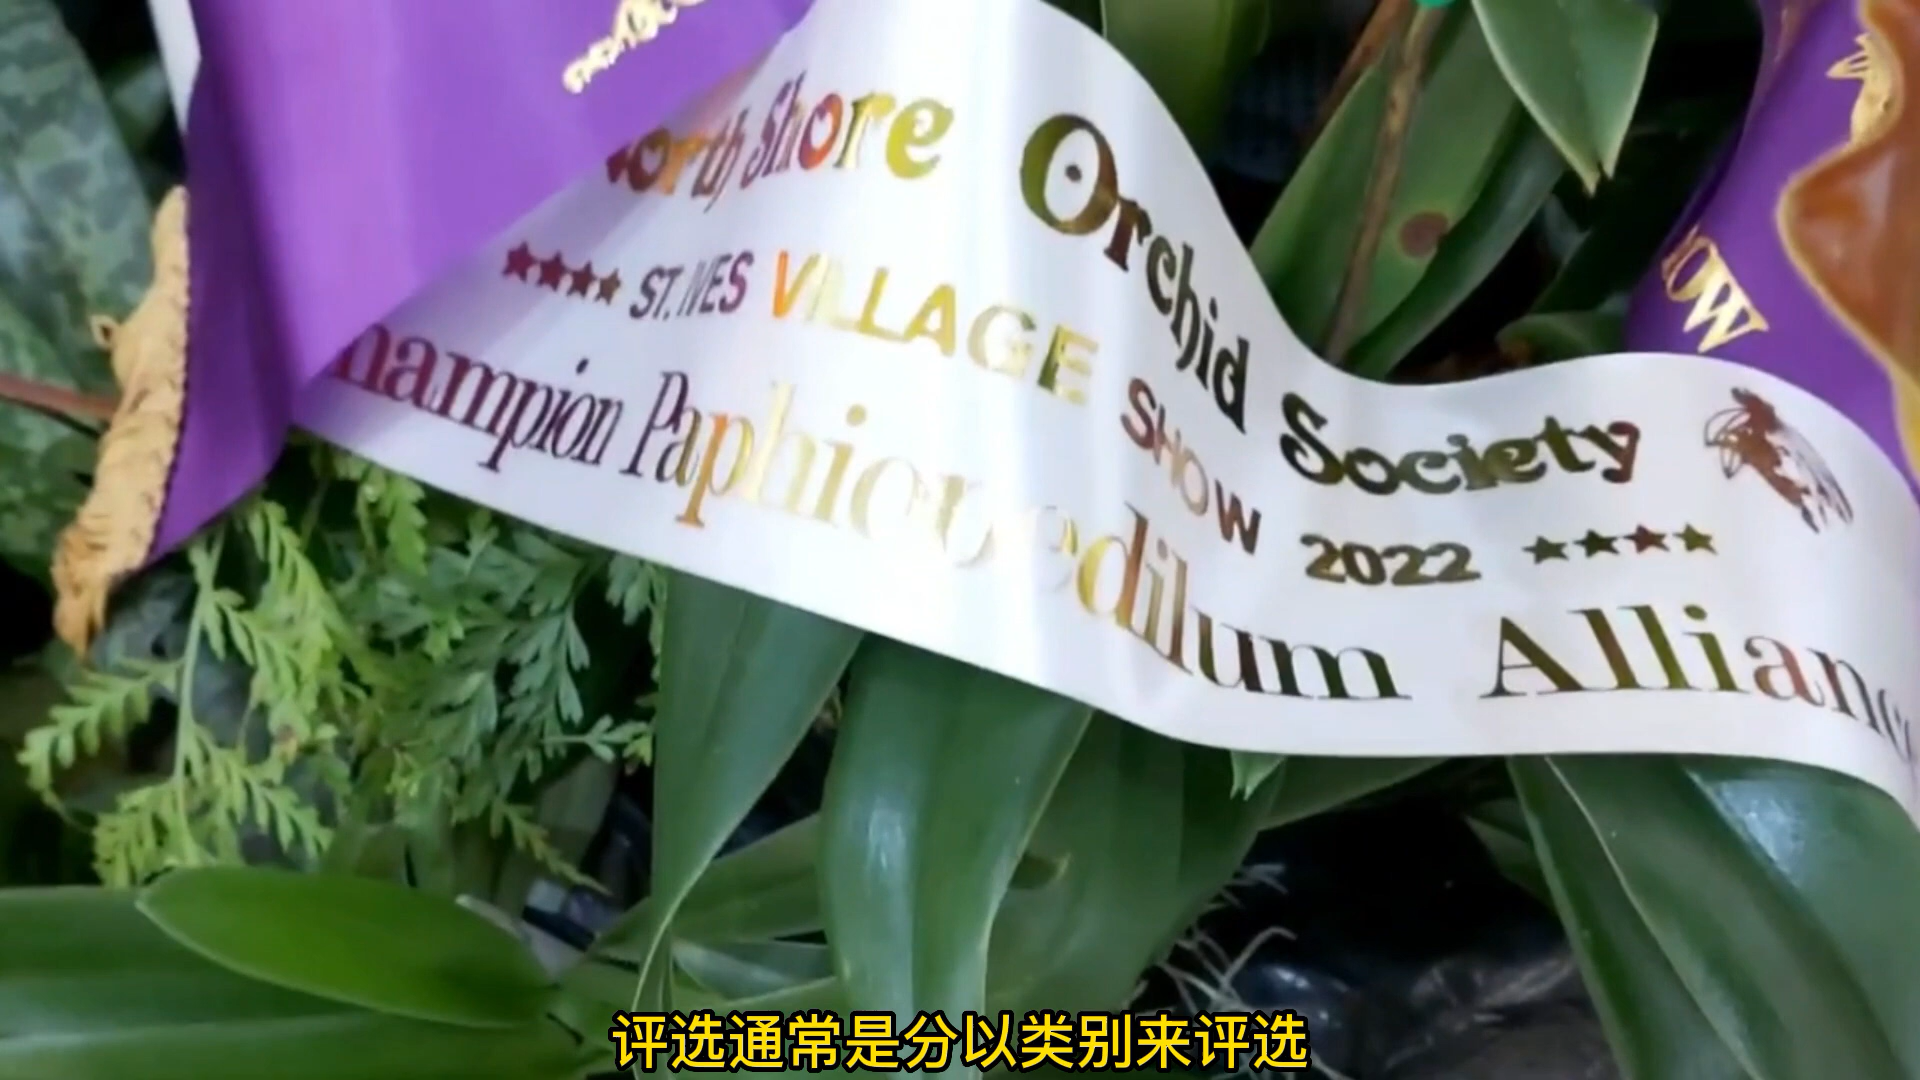 North Shore Orchid Society
ST. IVES VILLAGE SHOW 2022
Champion Paphiopedilum Alliance
OW
评选通常是分以类别来评选